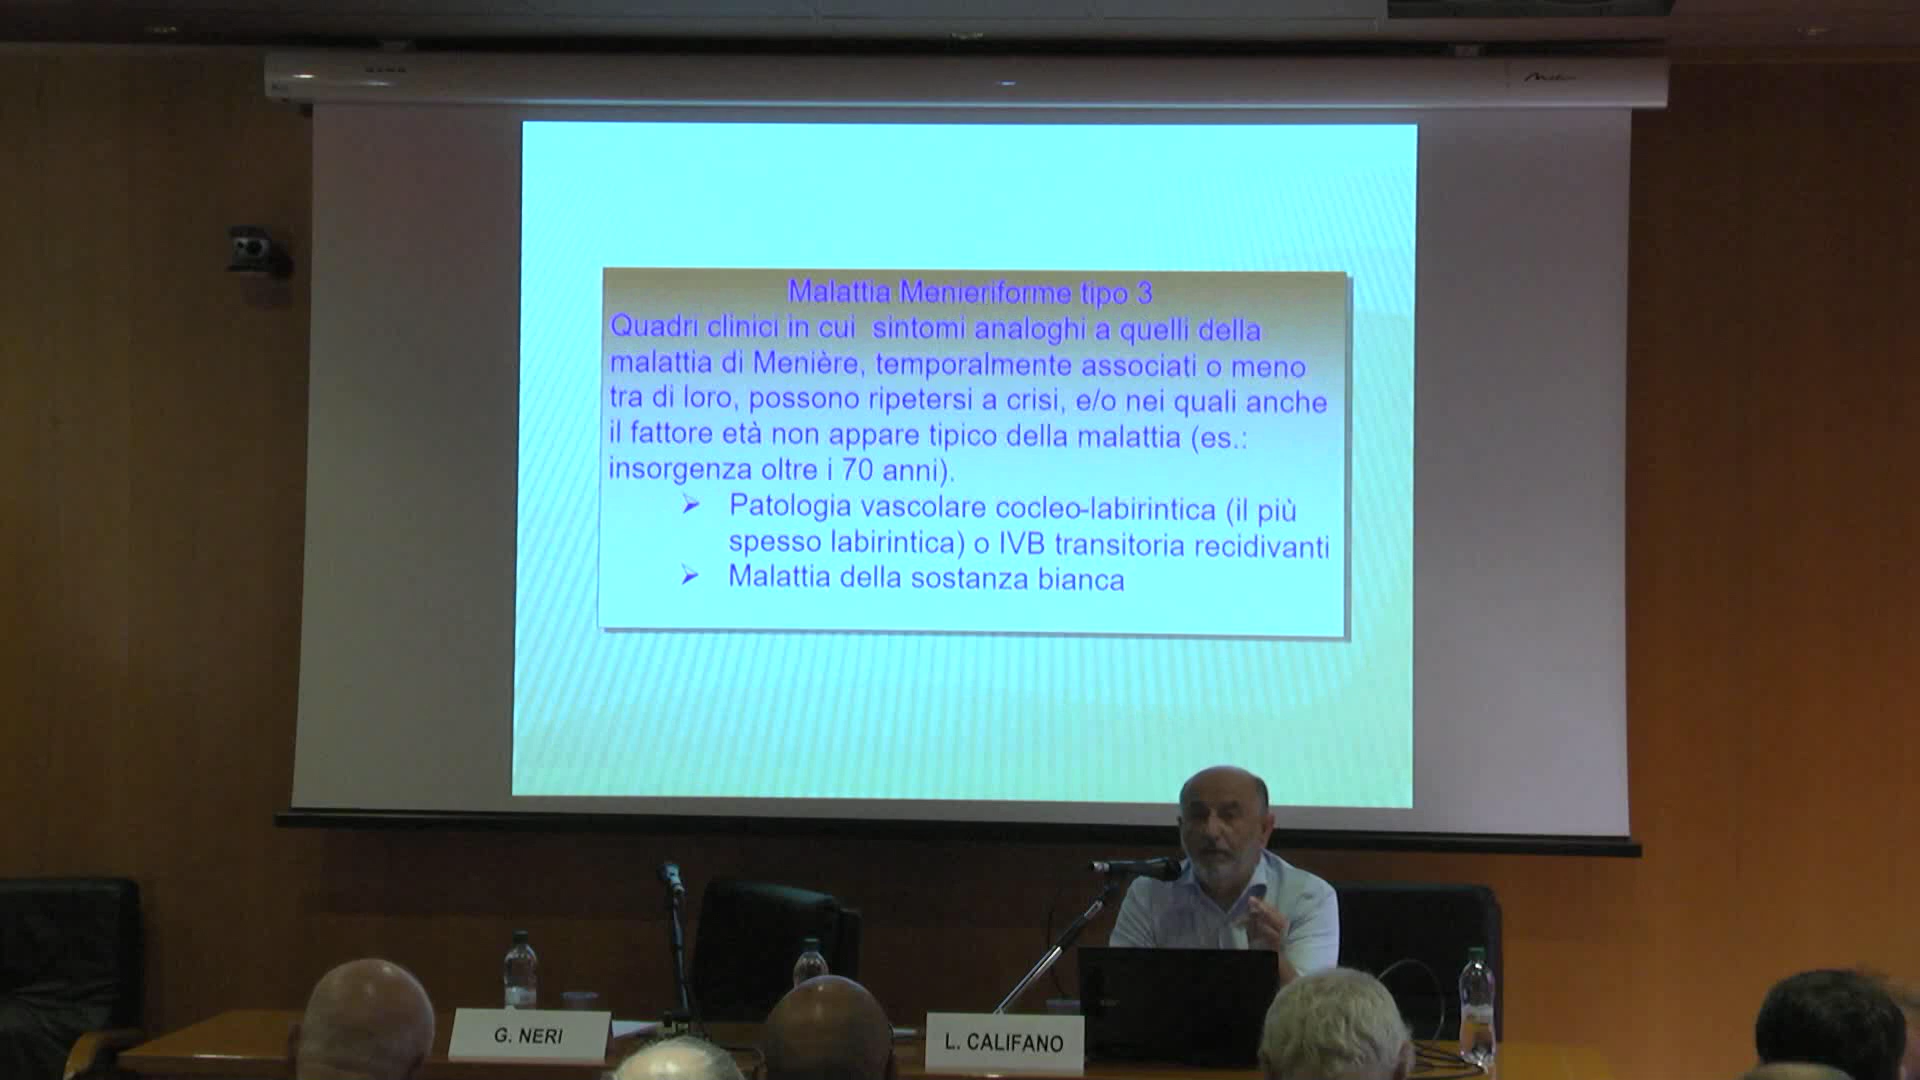 Malattia Menieriforme tipo 3
Quadri clinici in cui sintomi analoghi a quelli della
malattia di Menière, temporalmente associati o meno
tra di loro, possono ripetersi a crisi, e/o nei quali anche
il fattore età non appare tipico della malattia (es.:
insorgenza oltre i 70 anni).
➢ Patologia vascolare cocleo-labirintica (il più
spesso labirintica) o IVB transitoria recidivanti
➢ Malattia della sostanza bianca
G. NERI
L. CALIFANO